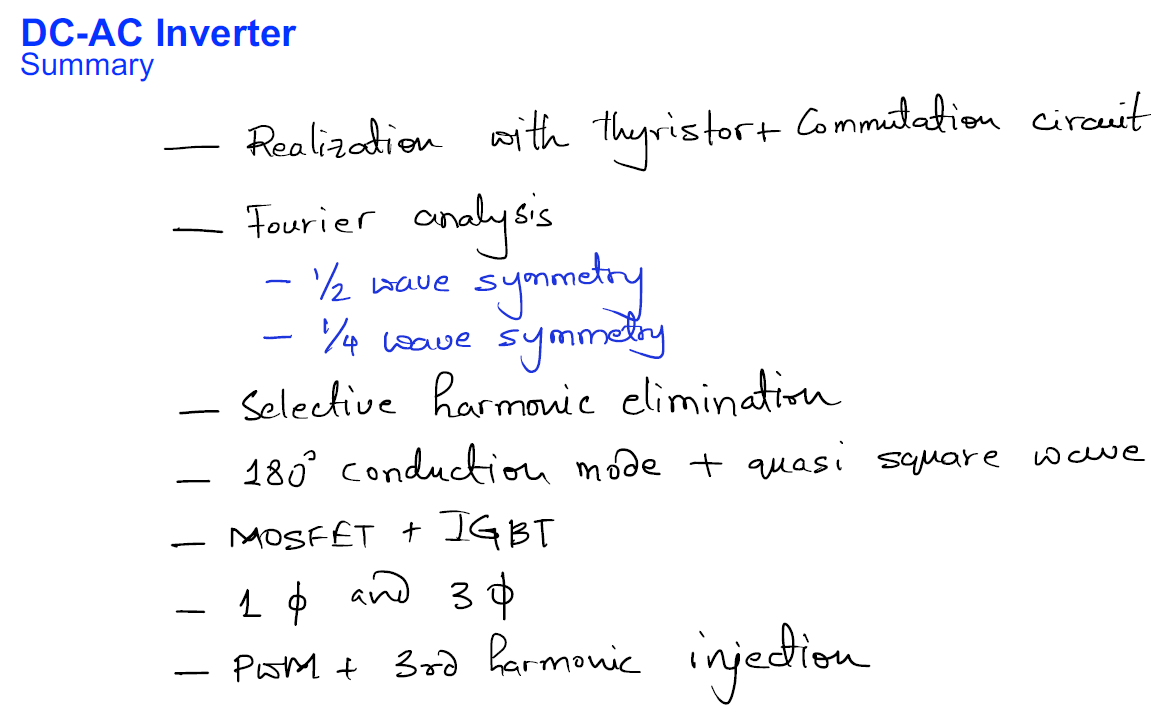 DC-AC Inverter
Summary
— Realization with thyristor + Commutation circuit
— Fourier analysis
- 1/2 wave symmetry
- 1/4 wave symmetry
— Selective harmonic elimination
— 180° conduction mode + quasi square wave
— MOSFET + IGBT
— 1 ϕ and 3 ϕ
— PWM + 3rd harmonic injection